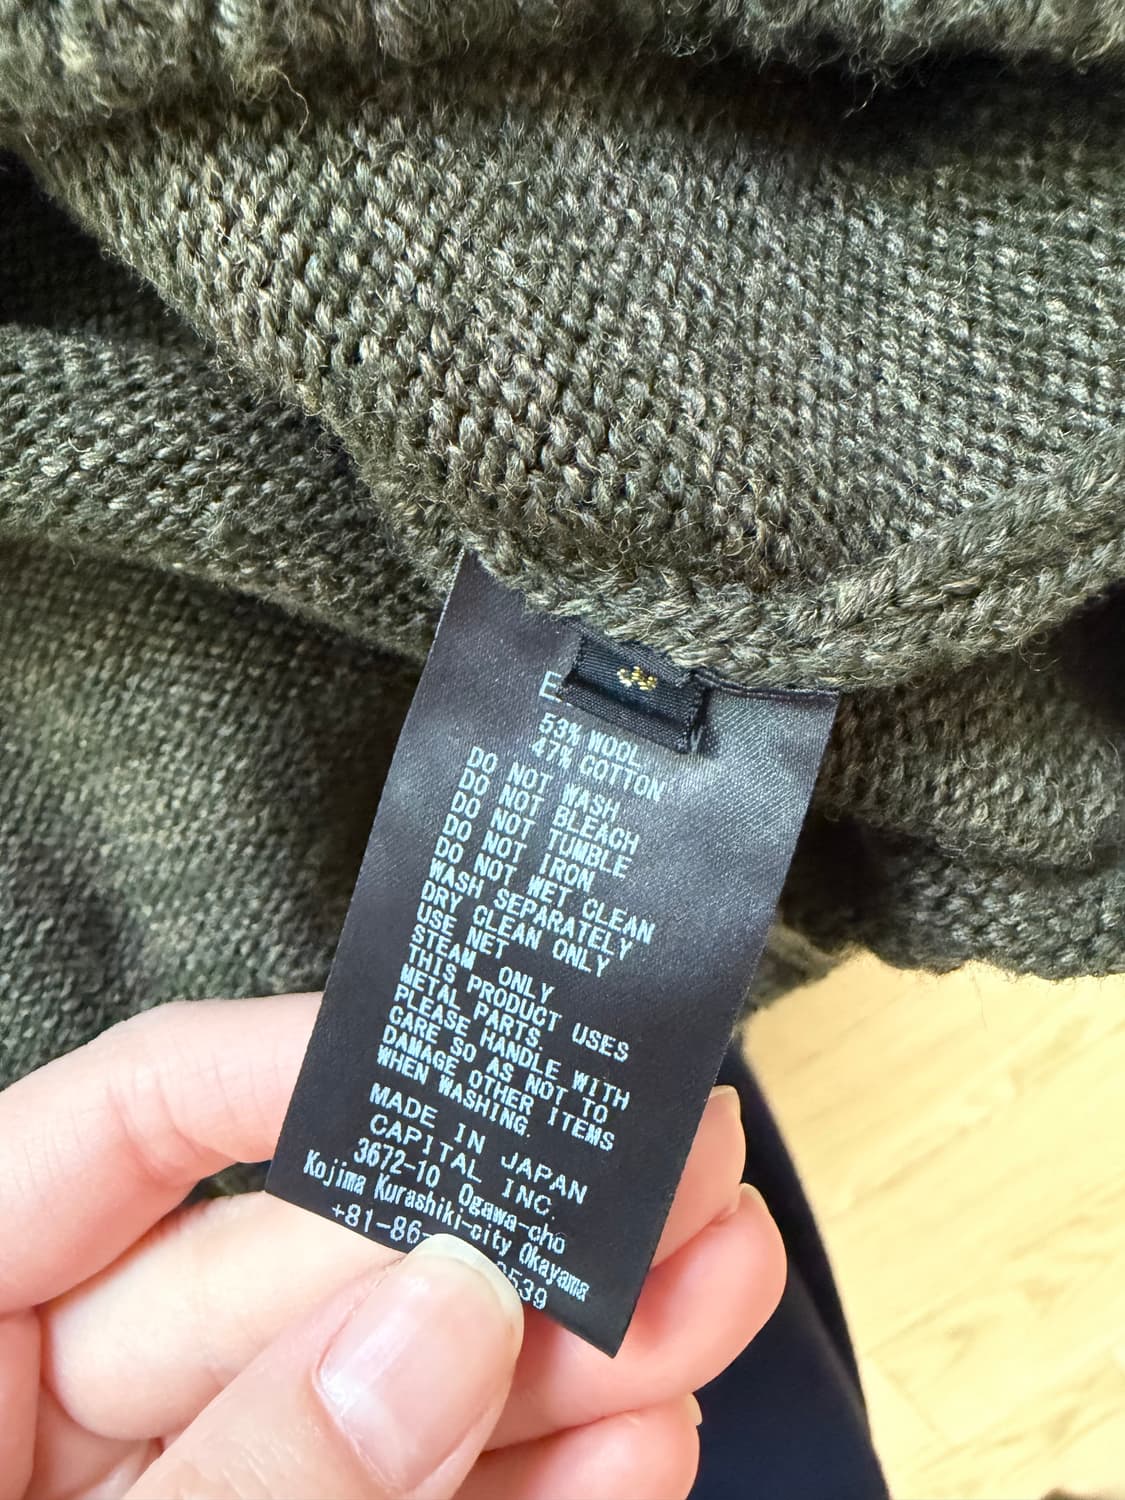 53% WOOL
47% COTTON
DO NOT WASH
DO NOT BLEACH
DO NOT TUMBLE
DO NOT IRON
DO NOT WET CLEAN
WASH SEPARATELY
DRY CLEAN ONLY
USE NET
STEAM ONLY
THIS PRODUCT USES
METAL PARTS.
PLEASE HANDLE WITH
CARE SO AS NOT TO
DAMAGE OTHER ITEMS
WHEN WASHING.
MADE IN JAPAN
CAPITAL INC.
3672-10 Ogawa-cho
Kojima Kurashiki-city Okayama
+81-86-